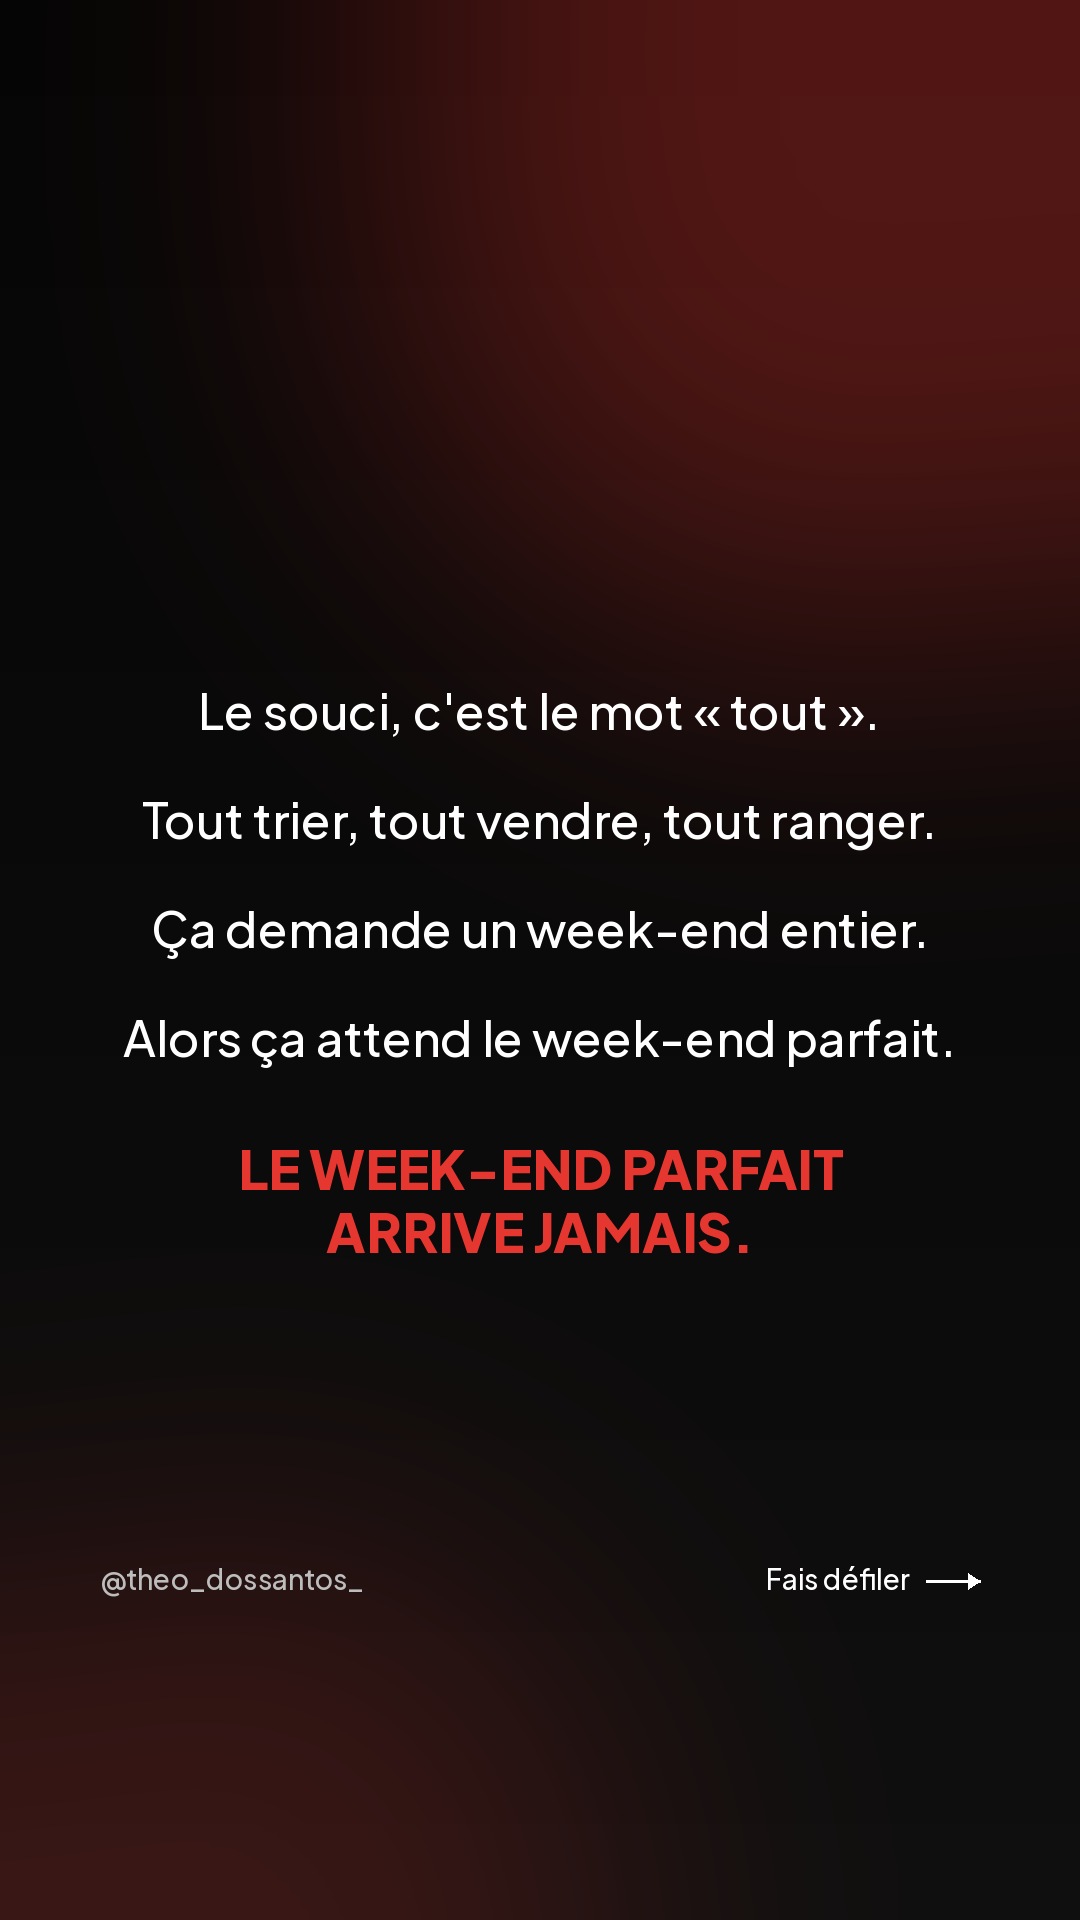 Le souci, c'est le mot « tout ».
Tout trier, tout vendre, tout ranger.
Ça demande un week-end entier.
Alors ça attend le week-end parfait.
LE WEEK-END PARFAIT
ARRIVE JAMAIS.
@theo_dossantos_
Fais défiler